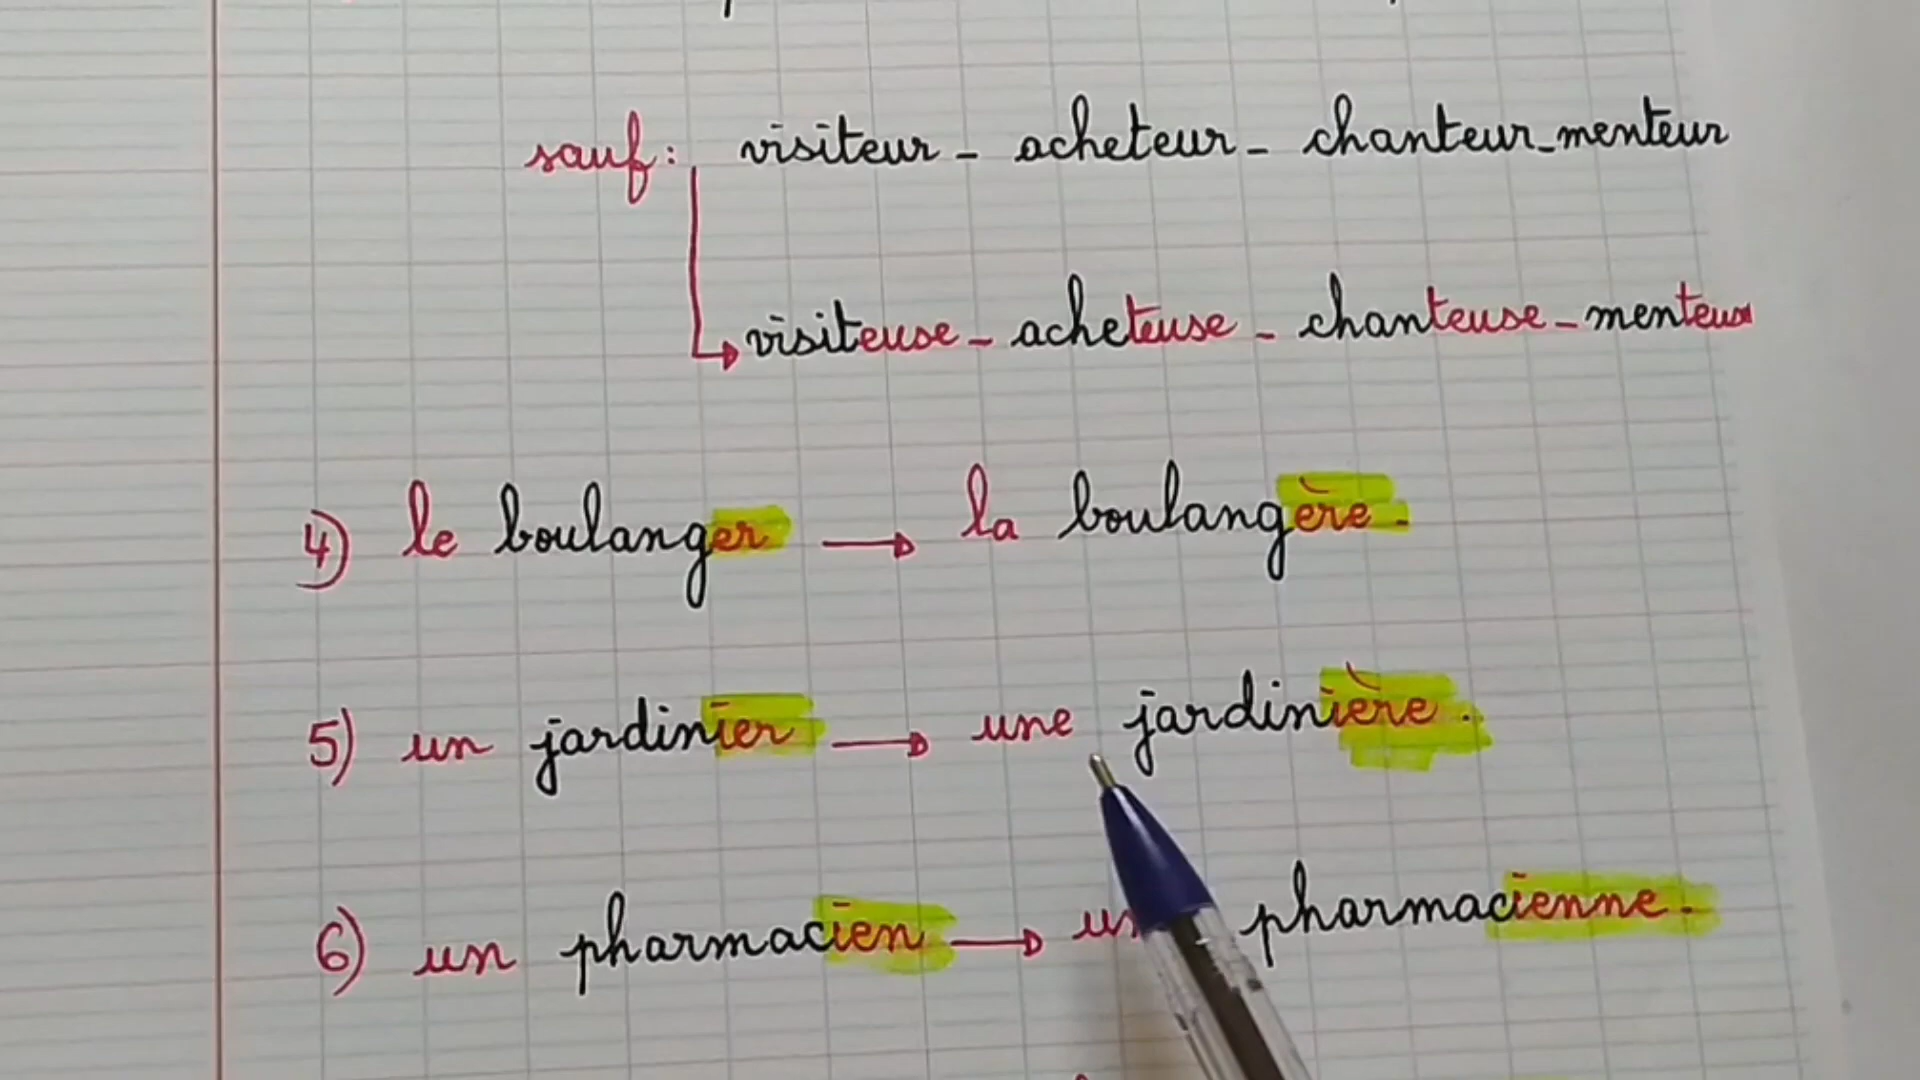 sauf: visiteur - acheteur - chanteur - menteur
visiteuse - acheteuse - chanteuse -
4) le boulanger → la boulangère.
5) un jardinier → une jardinière.
6) un pharmacien → pharmacienne.